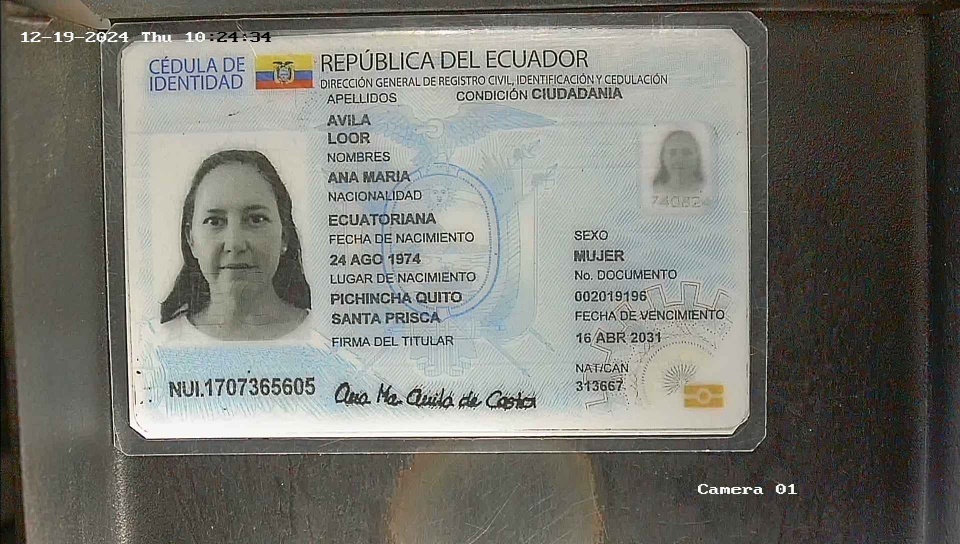 12-19-2024 Thu 10:24:34
CÉDULA DE IDENTIDAD
REPÚBLICA DEL ECUADOR
DIRECCIÓN GENERAL DE REGISTRO CIVIL, IDENTIFICACIÓN Y CEDULACIÓN
APELLIDOS
CONDICIÓN CIUDADANIA
AVILA
LOOR
NOMBRES
ANA MARIA
NACIONALIDAD
ECUATORIANA
FECHA DE NACIMIENTO
24 AGO 1974
LUGAR DE NACIMIENTO
PICHINCHA QUITO
SANTA PRISCA
FIRMA DEL TITULAR
740824
SEXO
MUJER
No. DOCUMENTO
002019196
FECHA DE VENCIMIENTO
16 ABR 2031
NAT/CAN
313667
NUI.1707365605
Ana Ma. Avila de
Camera 01